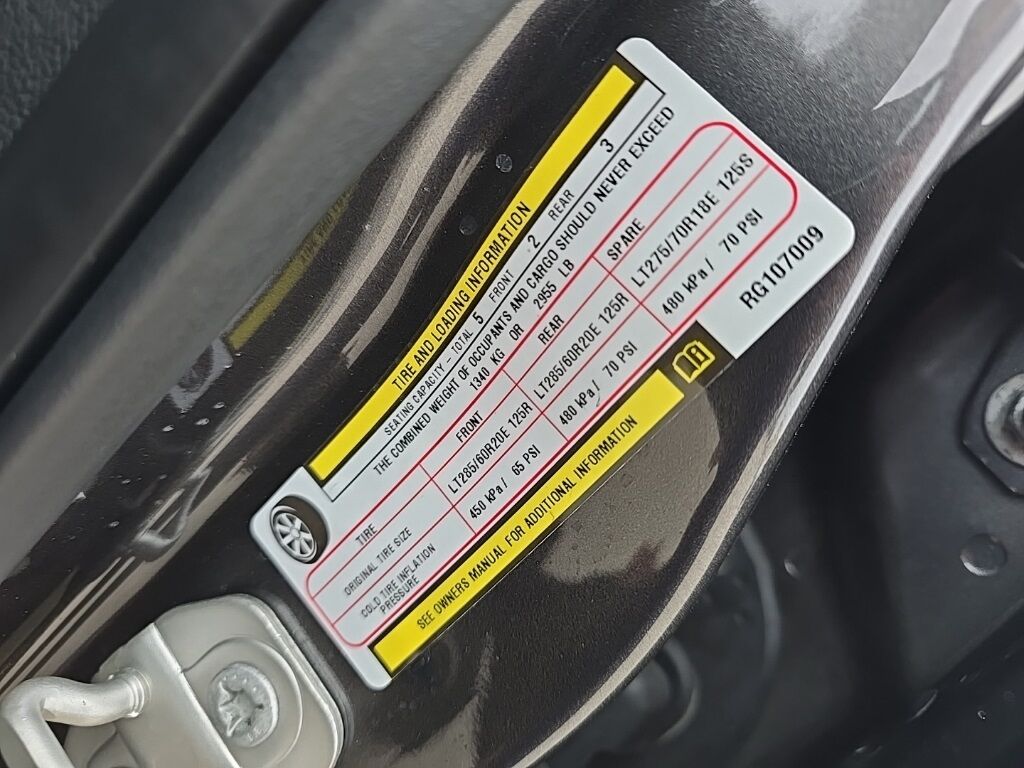 TIRE AND LOADING INFORMATION
SEATING CAPACITY - TOTAL 5 FRONT 2 REAR 3
THE COMBINED WEIGHT OF OCCUPANTS AND CARGO SHOULD NEVER EXCEED
1340 KG OR 2955 LB
TIRE FRONT REAR SPARE
ORIGINAL TIRE SIZE LT285/60R20E 125R LT285/60R20E 125R LT275/70R18E 125S
COLD TIRE INFLATION
PRESSURE 450 kPa / 65 PSI 480 kPa / 70 PSI 480 kPa / 70 PSI
SEE OWNERS MANUAL FOR ADDITIONAL INFORMATION
RG107009